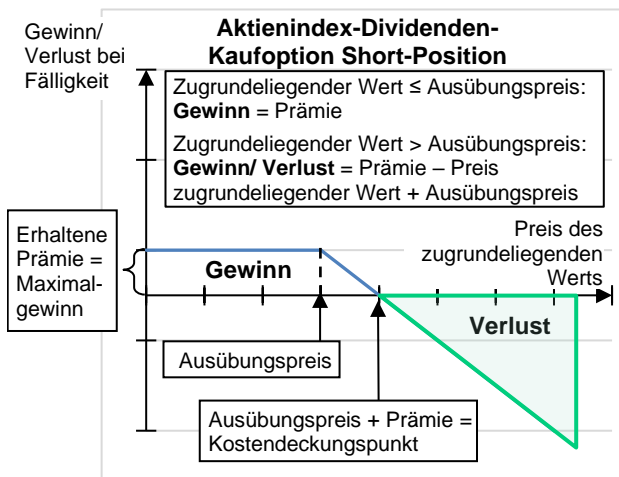 Gewinn/
Verlust bei
Fälligkeit
Aktienindex-Dividenden-
Kaufoption Short-Position
Zugrundeliegender Wert ≤ Ausübungspreis:
Gewinn = Prämie
Zugrundeliegender Wert > Ausübungspreis:
Gewinn/ Verlust = Prämie – Preis
zugrundeliegender Wert + Ausübungspreis
Erhaltene
Prämie =
Maximal-
gewinn
Gewinn
Preis des
zugrundeliegenden
Werts
Verlust
Ausübungspreis
Ausübungspreis + Prämie =
Kostendeckungspunkt